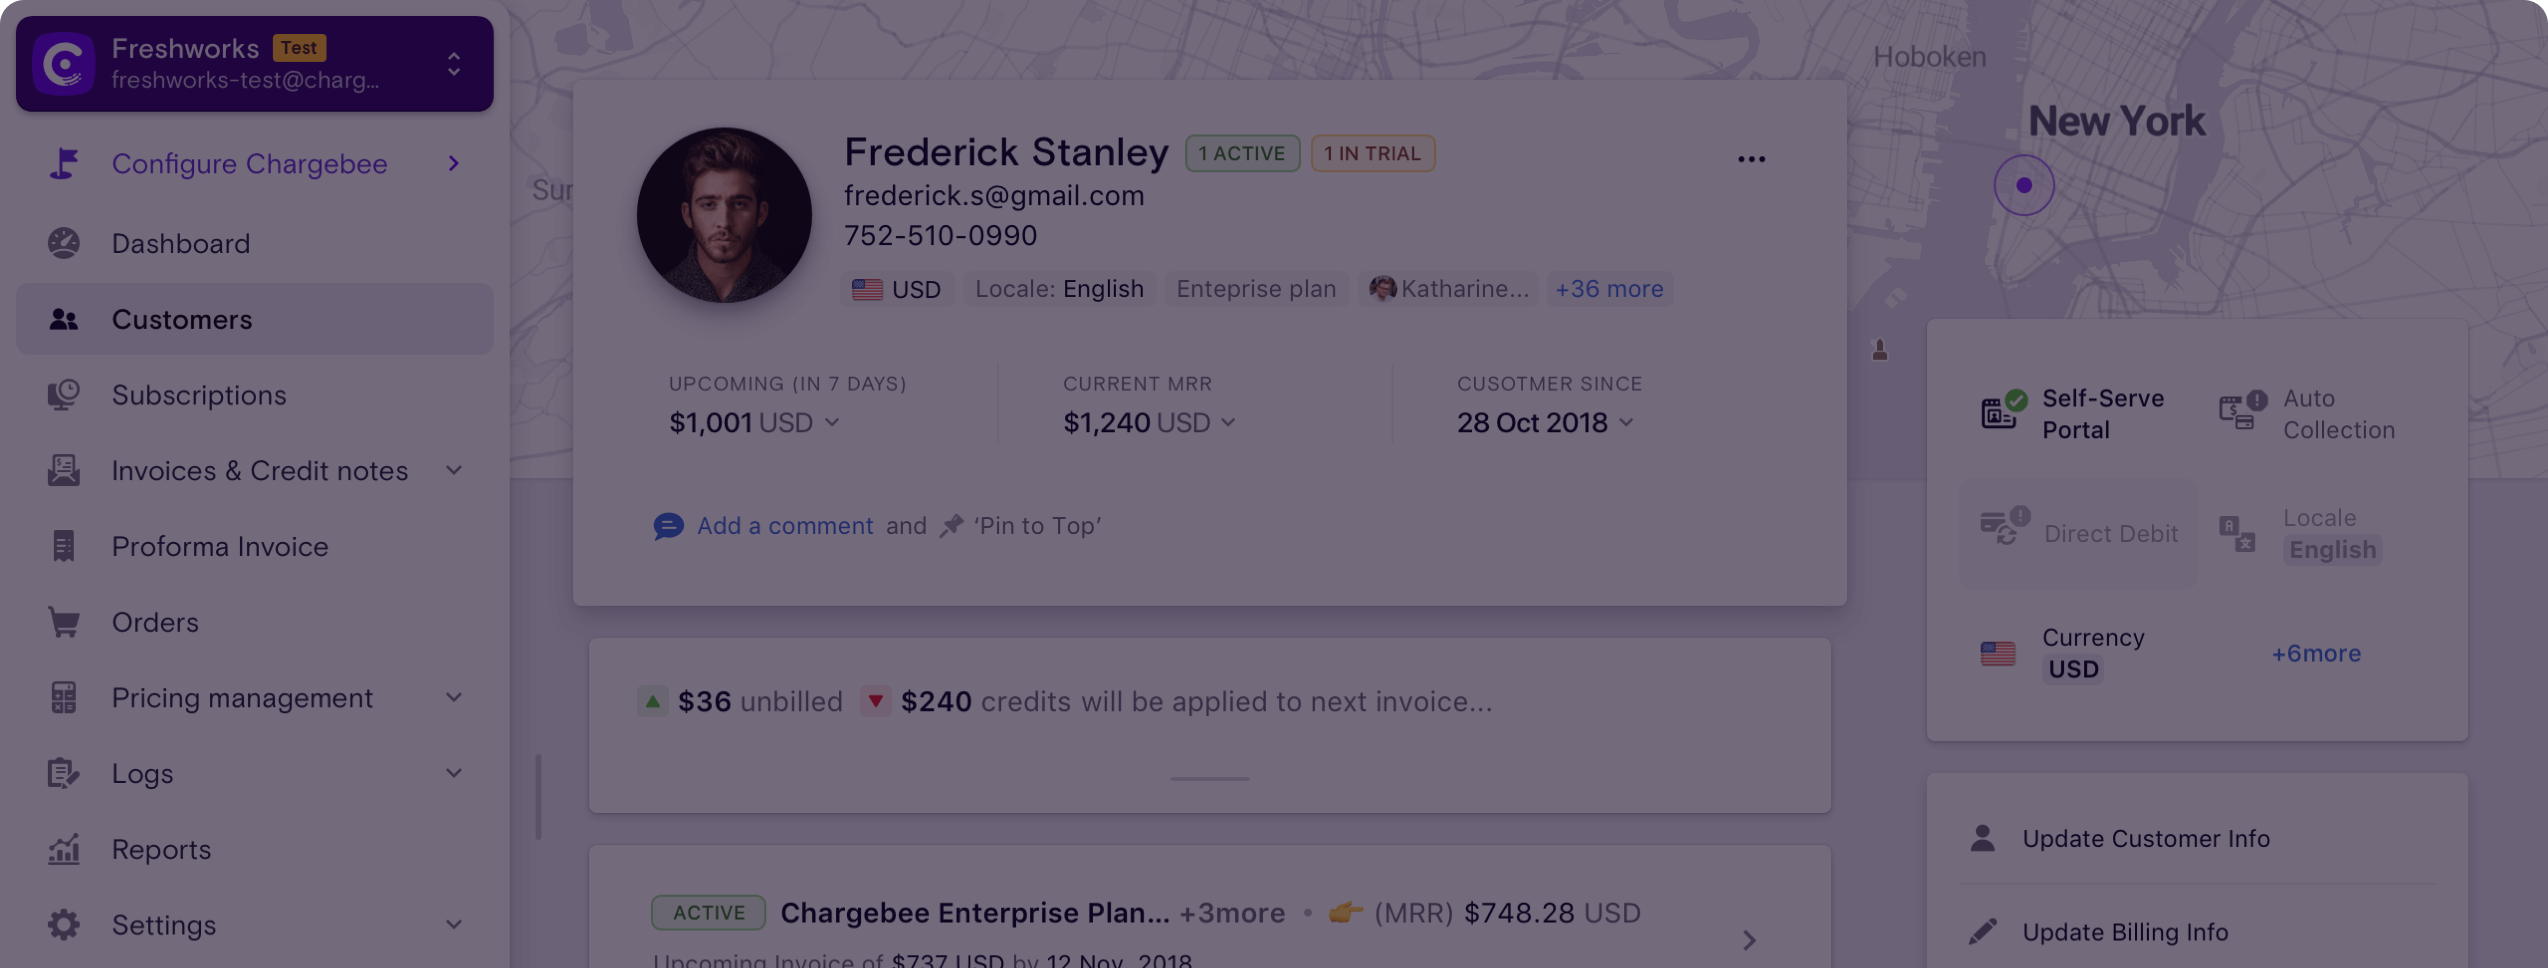 Freshworks Test
freshworks-test@charg...
Configure Chargebee
Dashboard
Customers
Subscriptions
Invoices & Credit notes
Proforma Invoice
Orders
Pricing management
Logs
Reports
Settings
Hoboken
New York
Sur
Frederick Stanley 1 ACTIVE 1 IN TRIAL
frederick.s@gmail.com
752-510-0990
USD Locale: English Enteprise plan Katharine... +36 more
UPCOMING (IN 7 DAYS) CURRENT MRR CUSOTMER SINCE
$1,001 USD $1,240 USD 28 Oct 2018
Add a comment and ‘Pin to Top’
$36 unbilled $240 credits will be applied to next invoice...
ACTIVE Chargebee Enterprise Plan... +3more • (MRR) $748.28 USD
Upcoming Invoice of $737 USD by 12 Nov, 2018
Self-Serve
Portal
Auto
Collection
Direct Debit
Locale
English
Currency
USD
+6more
Update Customer Info
Update Billing Info